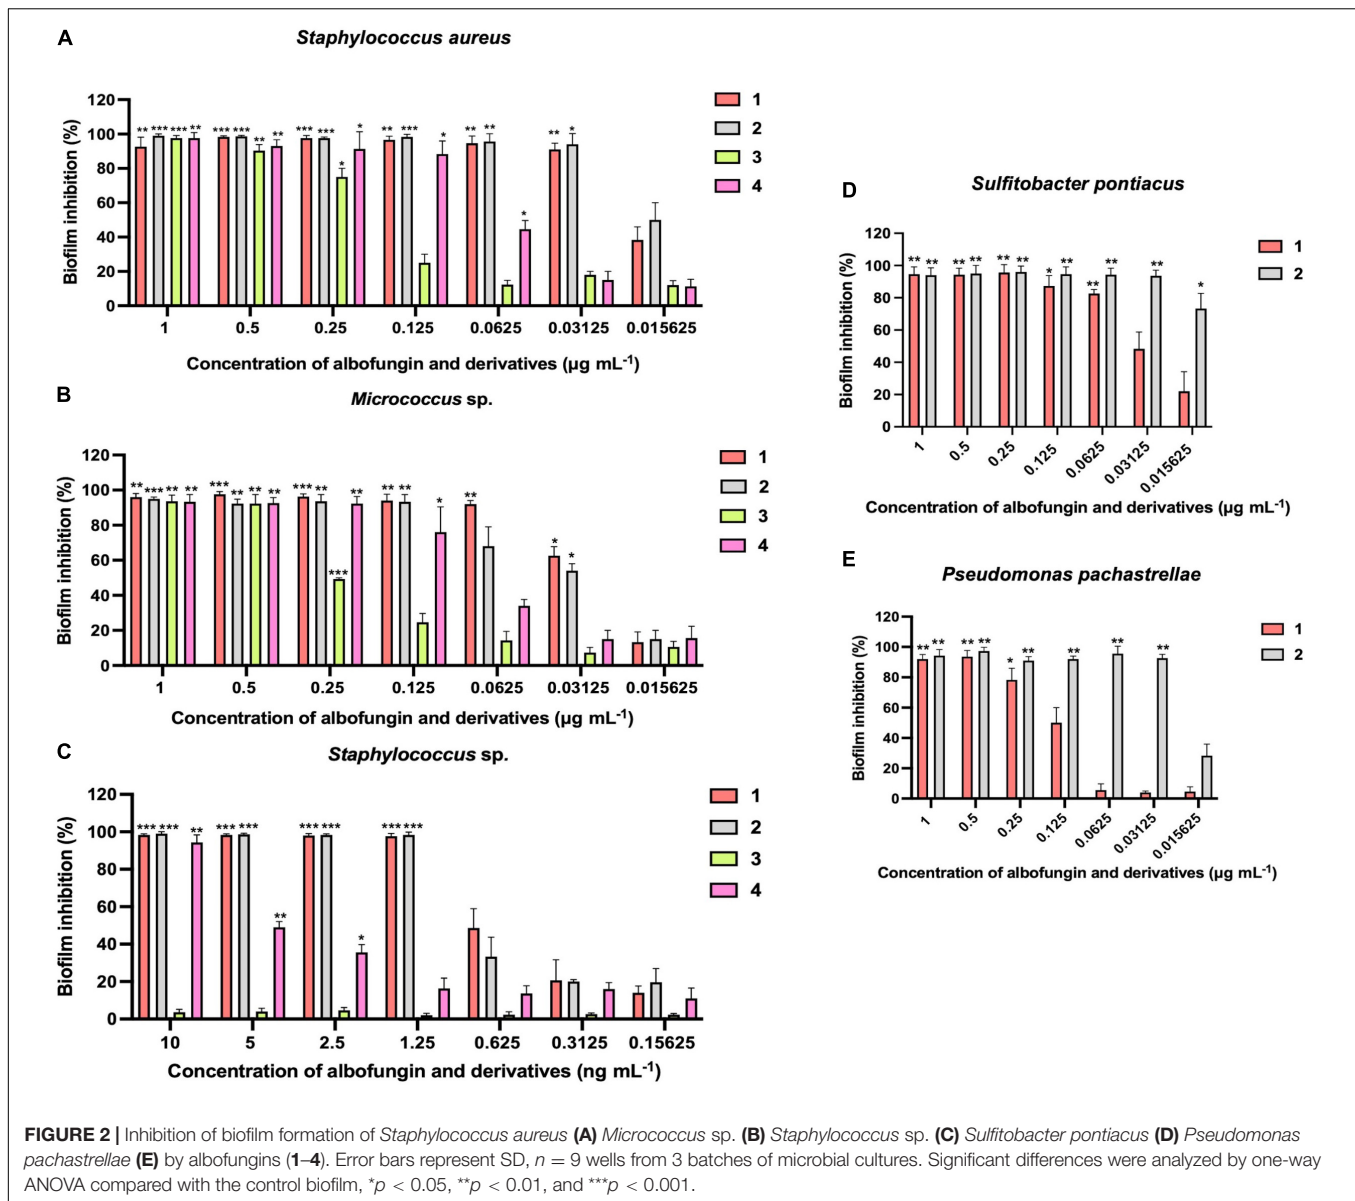 A
Staphylococcus aureus
Biofilm inhibition (%)
120
100
80
60
40
20
0
** *** *** **
*** *** ** **
*** *** * *
** *** *
** ** *
** *
1 0.5 0.25 0.125 0.0625 0.03125 0.015625
Concentration of albofungin and derivatives (µg mL-1)
1
2
3
4
B
Micrococcus sp.
Biofilm inhibition (%)
120
100
80
60
40
20
0
** *** ** **
*** ** ** **
*** ** *** **
** ** *
**
* *
1 0.5 0.25 0.125 0.0625 0.03125 0.015625
Concentration of albofungin and derivatives (µg mL-1)
1
2
3
4
C
Staphylococcus sp.
Biofilm inhibition (%)
120
100
80
60
40
20
0
*** *** **
*** *** **
*** *** *
*** ***
10 5 2.5 1.25 0.625 0.3125 0.15625
Concentration of albofungin and derivatives (ng mL-1)
1
2
3
4
D
Sulfitobacter pontiacus
Biofilm inhibition (%)
120
100
80
60
40
20
0
** **
** **
** **
* **
** **
**
*
1 0.5 0.25 0.125 0.0625 0.03125 0.015625
Concentration of albofungin and derivatives (µg mL-1)
1
2
E
Pseudomonas pachastrellae
Biofilm inhibition (%)
120
100
80
60
40
20
0
** **
** **
* **
**
**
**
1 0.5 0.25 0.125 0.0625 0.03125 0.015625
Concentration of albofungin and derivatives (µg mL-1)
1
2
FIGURE 2 | Inhibition of biofilm formation of Staphylococcus aureus (A) Micrococcus sp. (B) Staphylococcus sp. (C) Sulfitobacter pontiacus (D) Pseudomonas
pachastrellae (E) by albofungins (1–4). Error bars represent SD, n = 9 wells from 3 batches of microbial cultures. Significant differences were analyzed by one-way
ANOVA compared with the control biofilm, *p < 0.05, **p < 0.01, and ***p < 0.001.